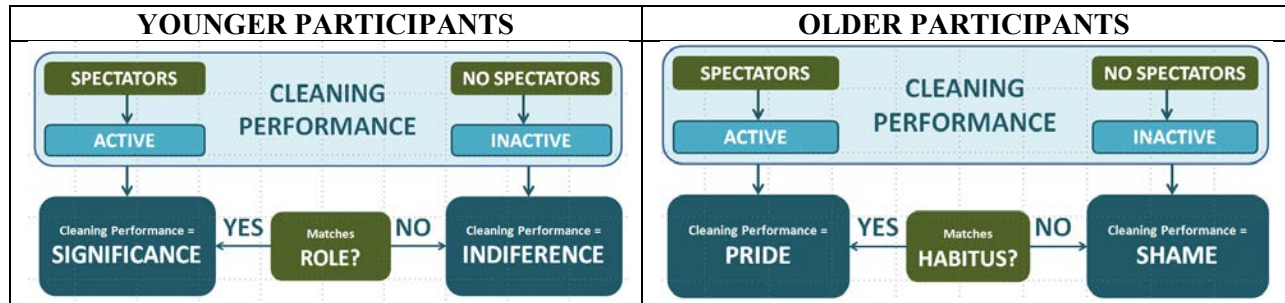 YOUNGER PARTICIPANTS
SPECTATORS
NO SPECTATORS
CLEANING
PERFORMANCE
ACTIVE
INACTIVE
Cleaning Performance =
SIGNIFICANCE
YES
Matches
ROLE?
NO
Cleaning Performance =
INDIFERENCE
OLDER PARTICIPANTS
SPECTATORS
NO SPECTATORS
CLEANING
PERFORMANCE
ACTIVE
INACTIVE
Cleaning Performance =
PRIDE
YES
Matches
HABITUS?
NO
Cleaning Performance =
SHAME